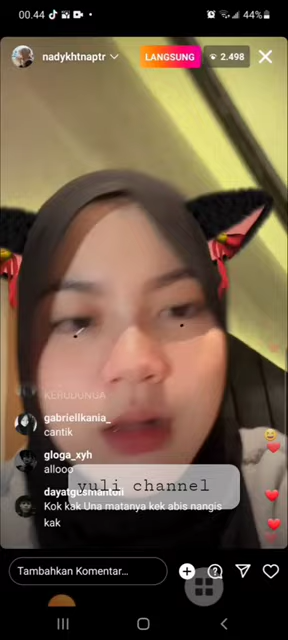 00.44
44%
nadykhtnaptr
LANGSUNG
2.498
KERUDUNGA
gabriellkania_
cantik
gloga_xyh
allooo
yuli channel
Kok kak Una matanya kek abis nangis
kak
Tambahkan Komentar...